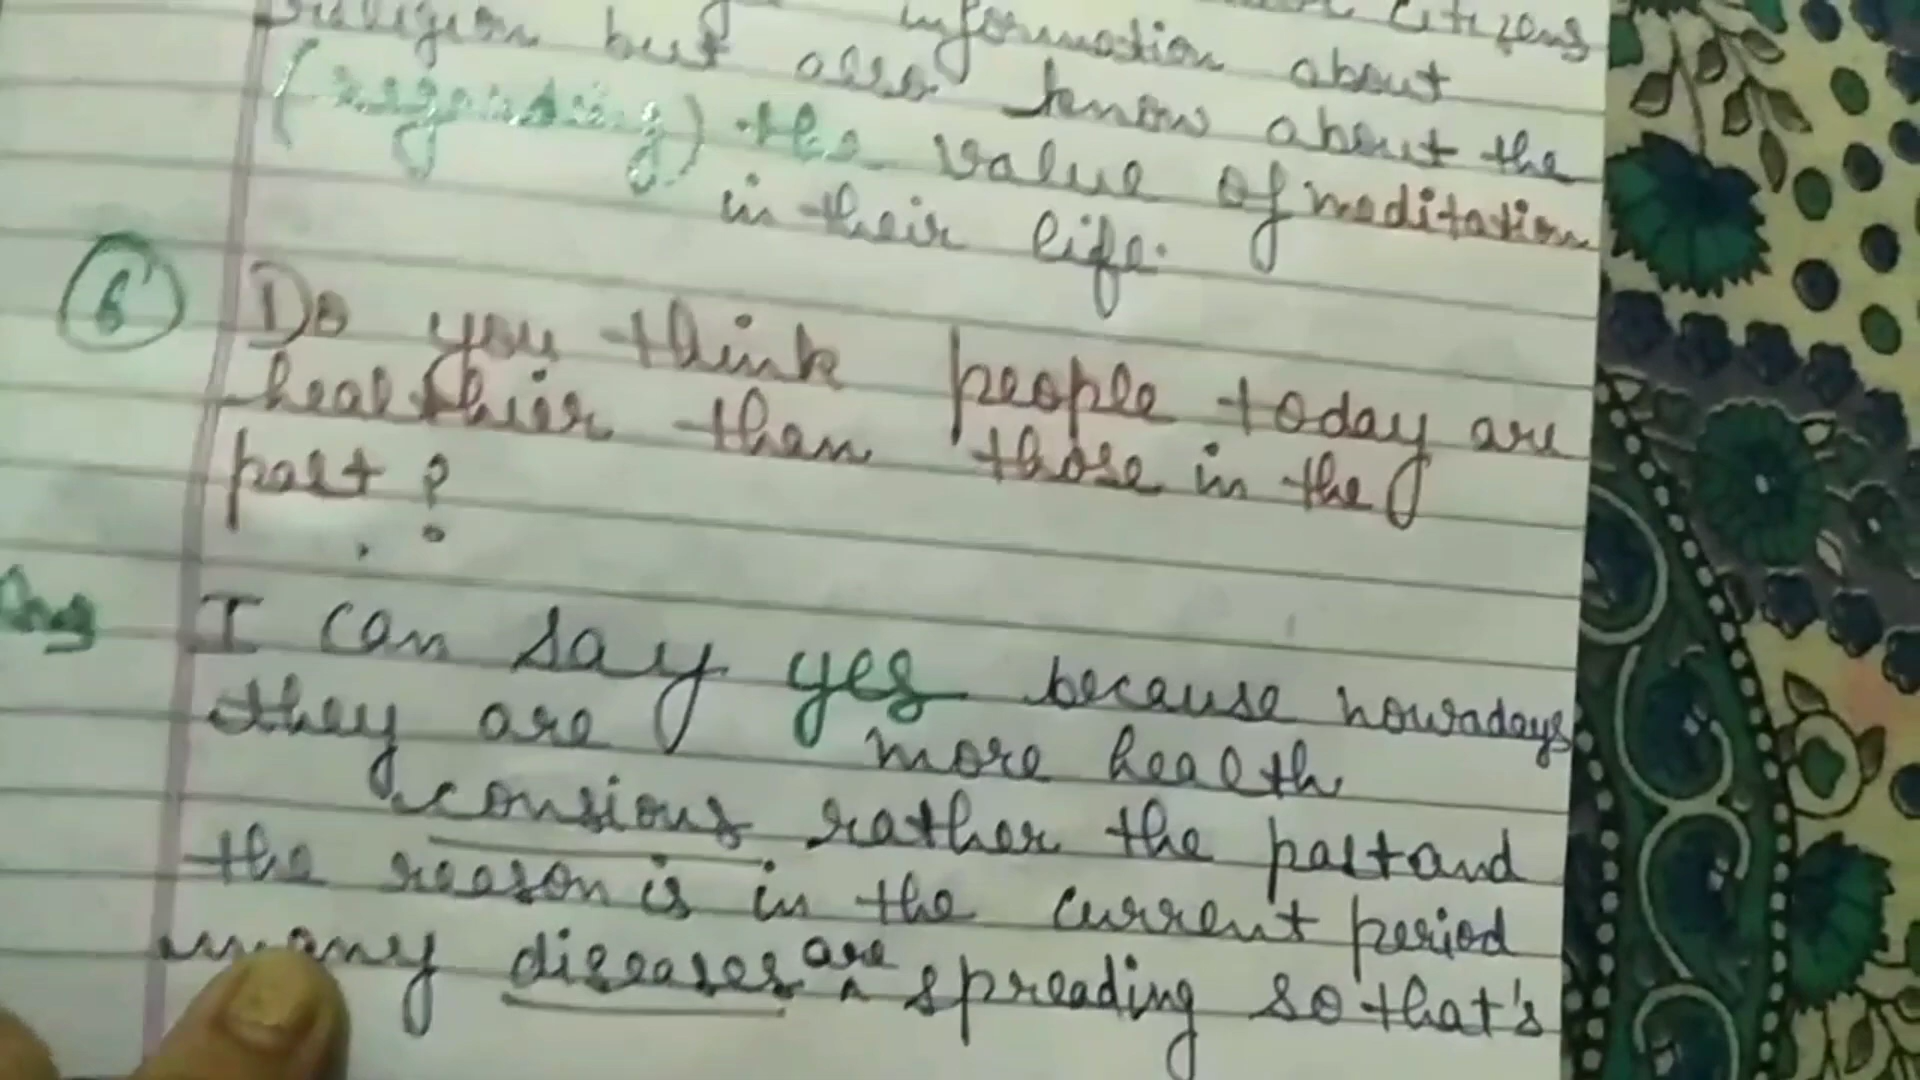 citizens
religion but information about
(regarding) also know about the
the value of meditation
in their life.
6 Do you think people today are
healthier then those in the
past ?
Ans I can say yes because nowadays
they are more health
consious rather the past and
the reason is in the current period
many diseases are ^ spreading so that's